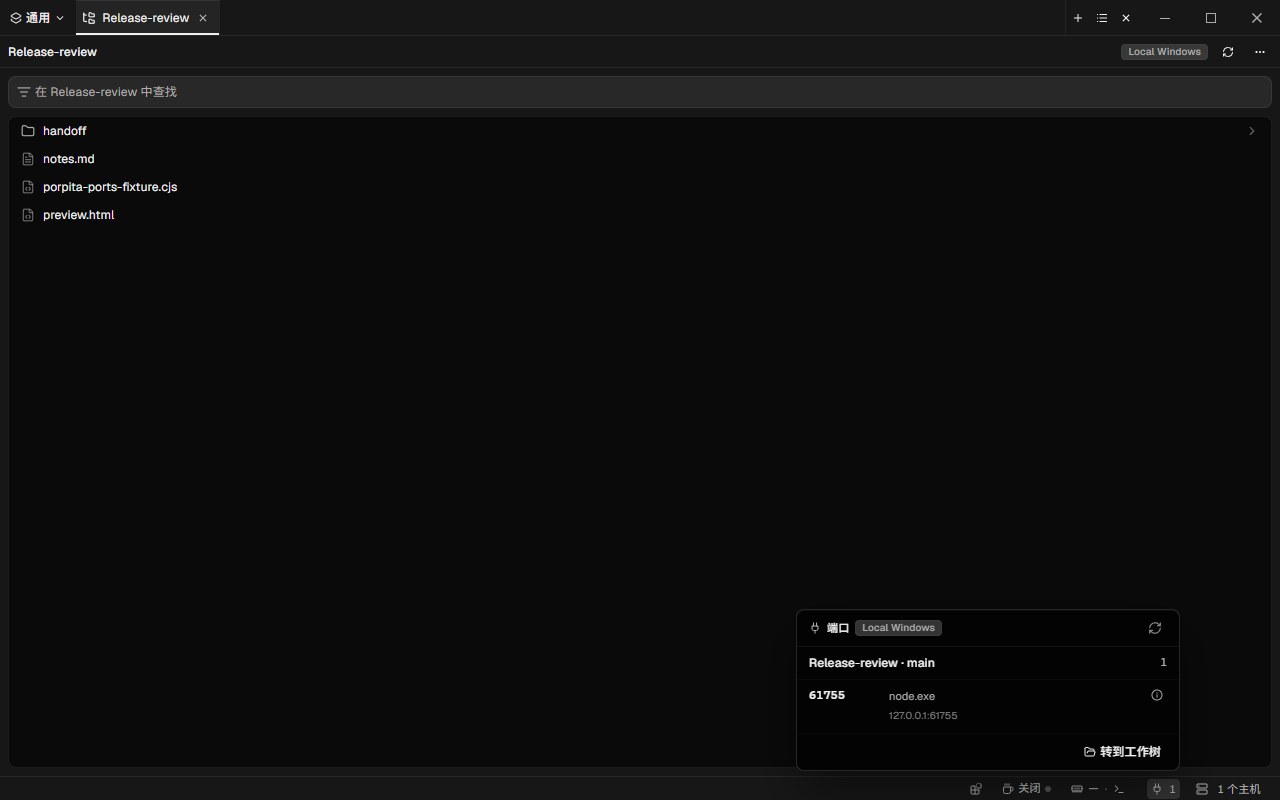 通用 Release-review
Release-review Local Windows
在 Release-review 中查找
handoff
notes.md
porpita-ports-fixture.cjs
preview.html
端口 Local Windows
Release-review · main 1
61755 node.exe
127.0.0.1:61755
转到工作树
关闭 1 1 个主机